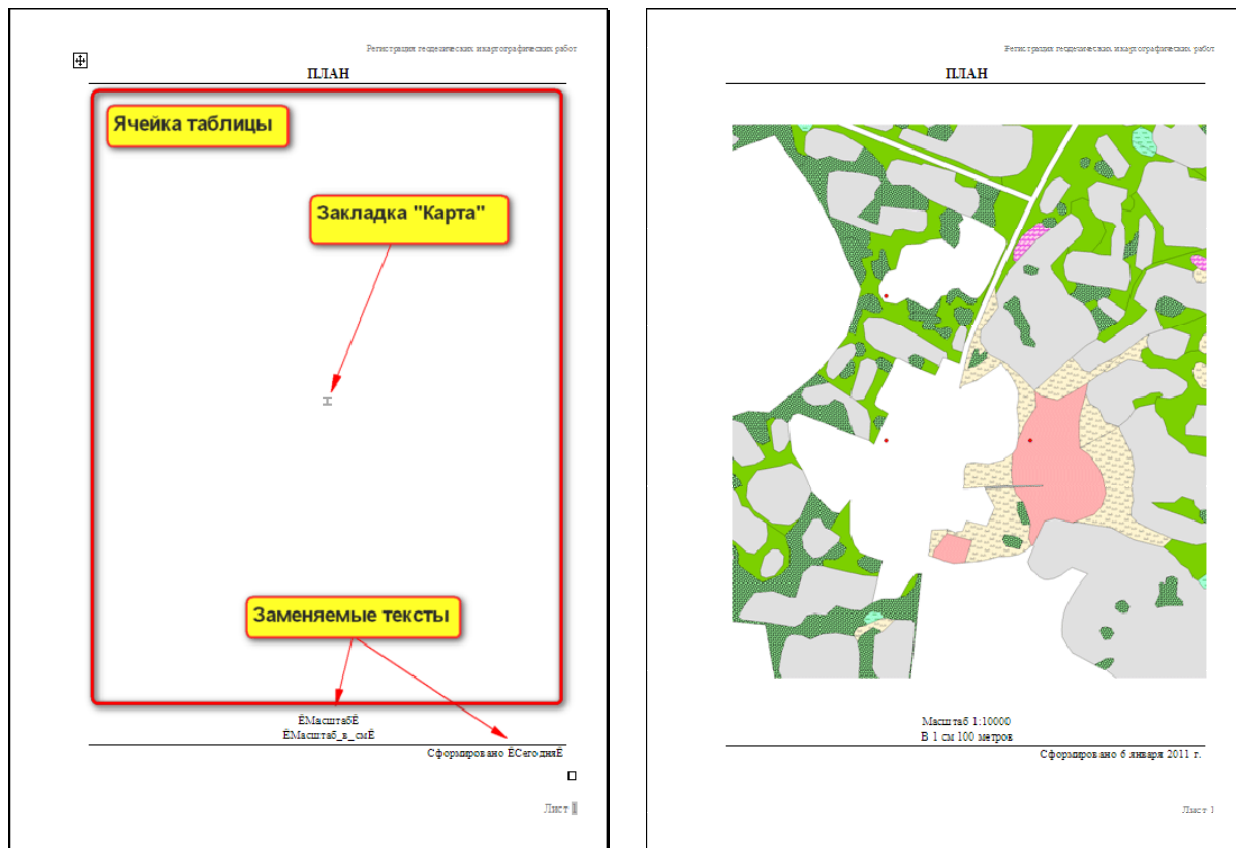 Регистрация геодезических и картографических работ
ПЛАН
Ячейка таблицы
Закладка "Карта"
Заменяемые тексты
ЁМасштабЁ
ЁМасштаб_в_смЁ
Сформировано ЁСегодняЁ
Лист 1
Регистрация геодезических и картографических работ
ПЛАН
Масштаб 1:10000
В 1 см 100 метров
Сформировано 6 января 2011 г.
Лист 1